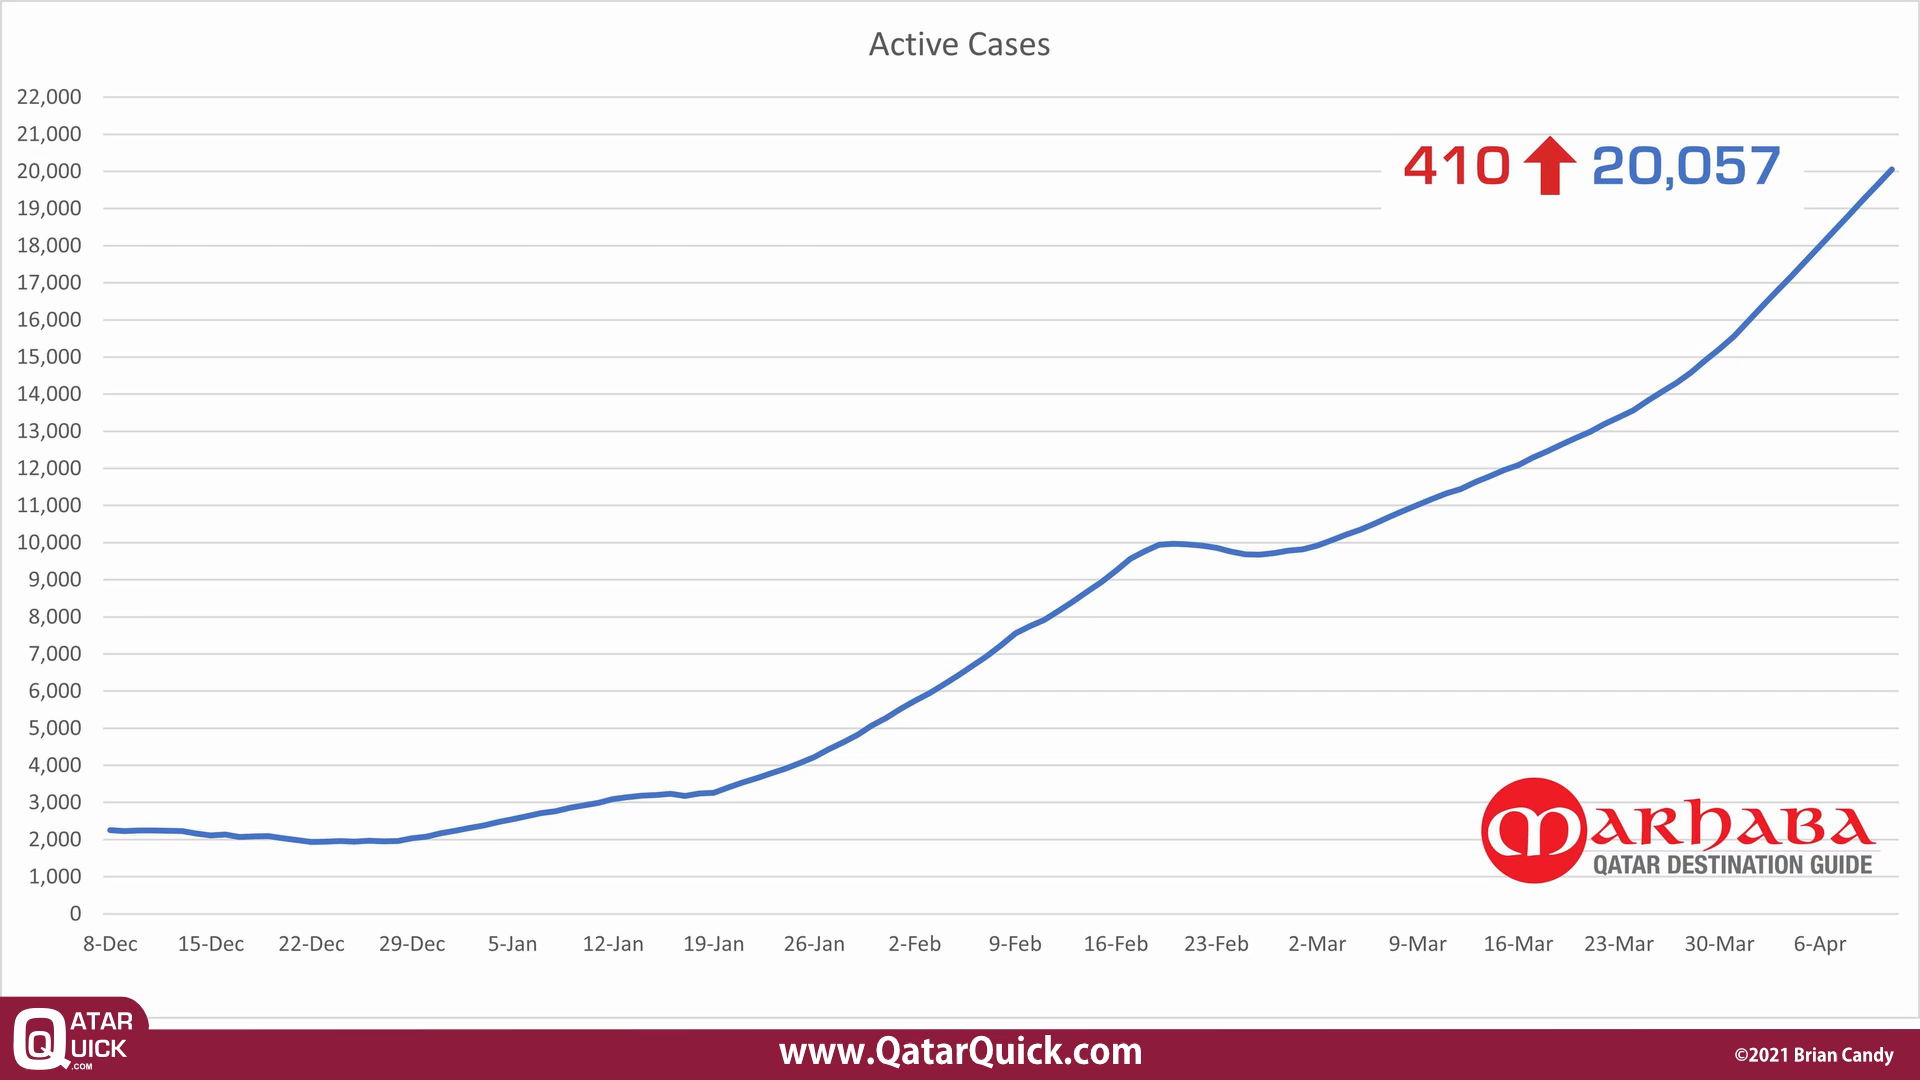 Active Cases
22,000
21,000
20,000
19,000
18,000
17,000
16,000
15,000
14,000
13,000
12,000
11,000
10,000
9,000
8,000
7,000
6,000
5,000
4,000
3,000
2,000
1,000
0
410 20,057
MARHABA
QATAR DESTINATION GUIDE
8-Dec 15-Dec 22-Dec 29-Dec 5-Jan 12-Jan 19-Jan 26-Jan 2-Feb 9-Feb 16-Feb 23-Feb 2-Mar 9-Mar 16-Mar 23-Mar 30-Mar 6-Apr
QATAR
QUICK
.COM
www.QatarQuick.com
©2021 Brian Candy